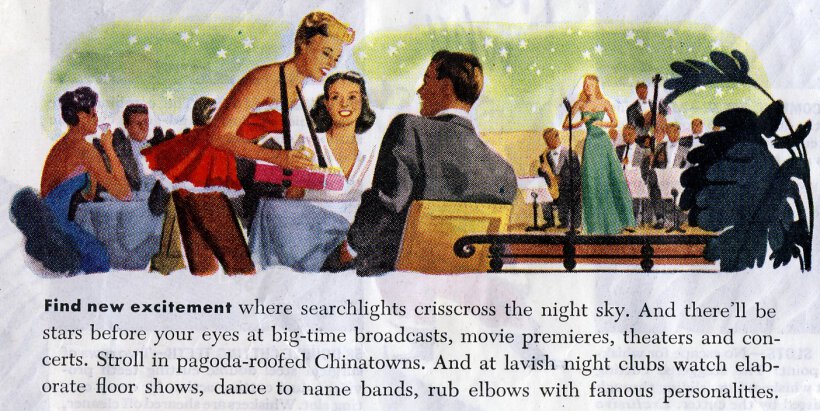 Find new excitement where searchlights crisscross the night sky. And there'll be
stars before your eyes at big-time broadcasts, movie premieres, theaters and con-
certs. Stroll in pagoda-roofed Chinatowns. And at lavish night clubs watch elab-
orate floor shows, dance to name bands, rub elbows with famous personalities.